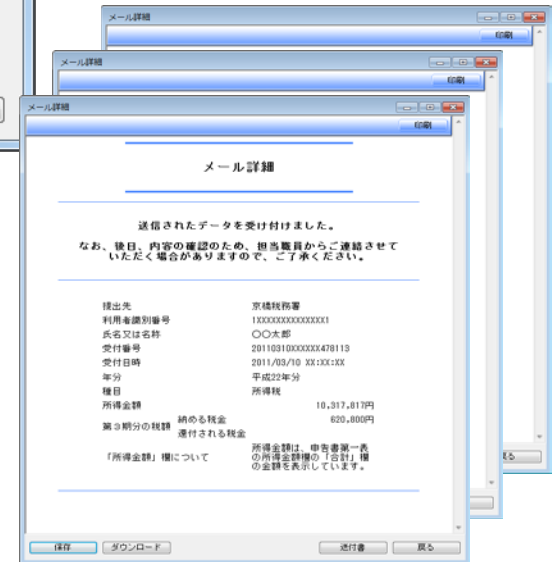 メール詳細
印刷
メール詳細
印刷
メール詳細
印刷
メール詳細
送信されたデータを受け付けました。
なお、後日、内容の確認のため、担当職員からご連絡させて
いただく場合がありますので、ご了承ください。
提出先 京橋税務署
利用者識別番号 1XXXXXXXXXXXXXX1
氏名又は名称 〇〇太郎
受付番号 20110310XXXXXX478113
受付日時 2011/03/10 XX:XX:XX
年分 平成22年分
種目 所得税
所得金額 10,317,817円
第3期分の税額 納める税金 620,800円
還付される税金
「所得金額」欄について 所得金額は、申告書第一表
の所得金額欄の「合計」欄
の金額を表示しています。
保存 ダウンロード 送付書 戻る